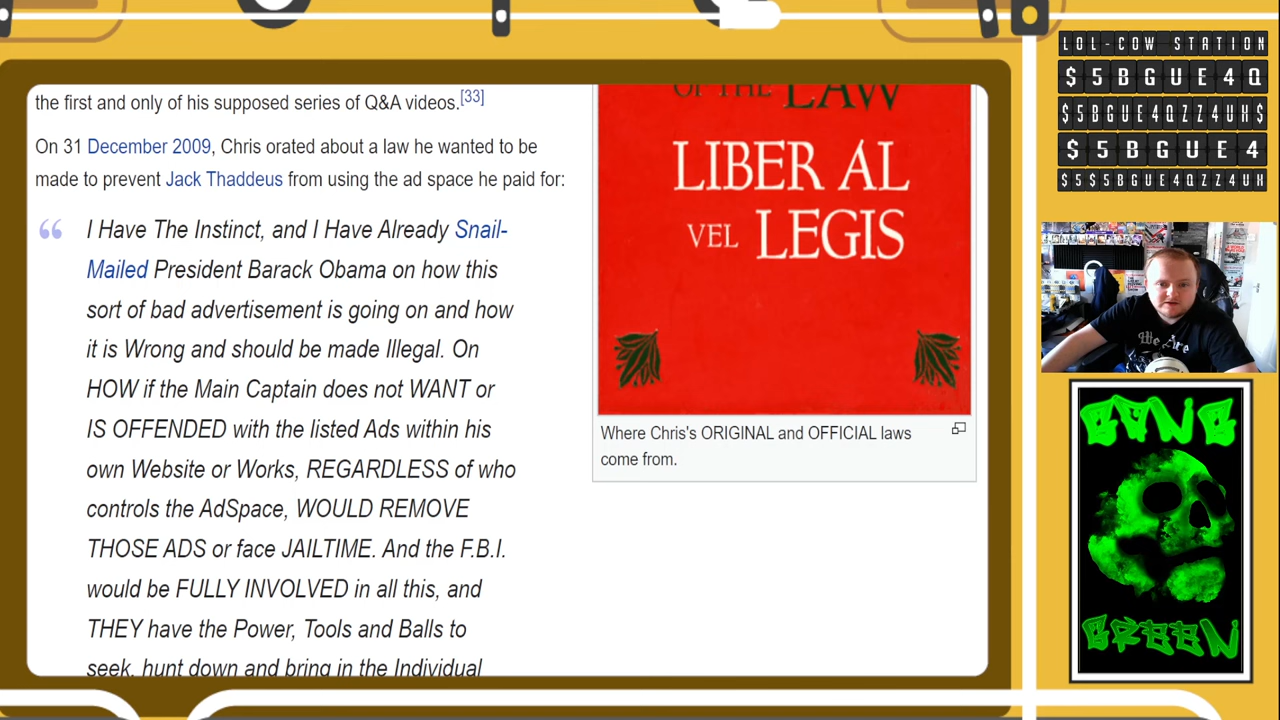 the first and only of his supposed series of Q&A videos.[33]
On 31 December 2009, Chris orated about a law he wanted to be
made to prevent Jack Thaddeus from using the ad space he paid for:
“ I Have The Instinct, and I Have Already Snail-
Mailed President Barack Obama on how this
sort of bad advertisement is going on and how
it is Wrong and should be made Illegal. On
HOW if the Main Captain does not WANT or
IS OFFENDED with the listed Ads within his
own Website or Works, REGARDLESS of who
controls the AdSpace, WOULD REMOVE
THOSE ADS or face JAILTIME. And the F.B.I.
would be FULLY INVOLVED in all this, and
THEY have the Power, Tools and Balls to
seek, hunt down and bring in the Individual
OF THE LAW
LIBER AL
VEL LEGIS
Where Chris's ORIGINAL and OFFICIAL laws
come from.
LOL-COW STATION
$5BGUE4Q
$5BGUE4QZZ4UX$
$5BGUE4
$5$5BGUE4QZZ4UX
GONE
GREEN